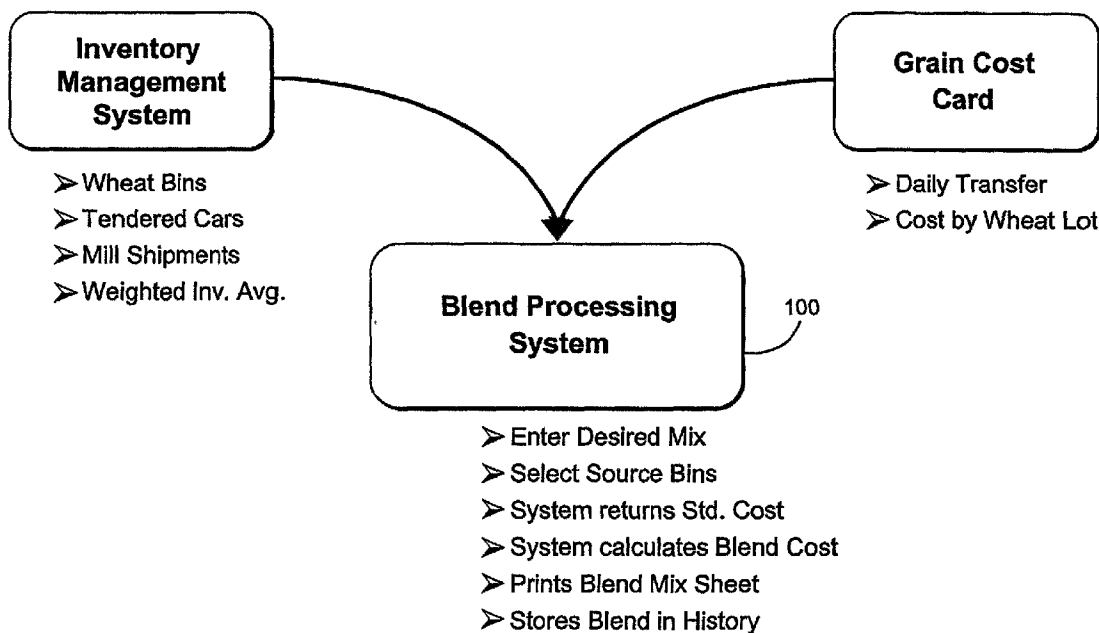 Inventory
Management
System
➢ Wheat Bins
➢ Tendered Cars
➢ Mill Shipments
➢ Weighted Inv. Avg.
Grain Cost
Card
➢ Daily Transfer
➢ Cost by Wheat Lot
Blend Processing
System
100
➢ Enter Desired Mix
➢ Select Source Bins
➢ System returns Std. Cost
➢ System calculates Blend Cost
➢ Prints Blend Mix Sheet
➢ Stores Blend in History